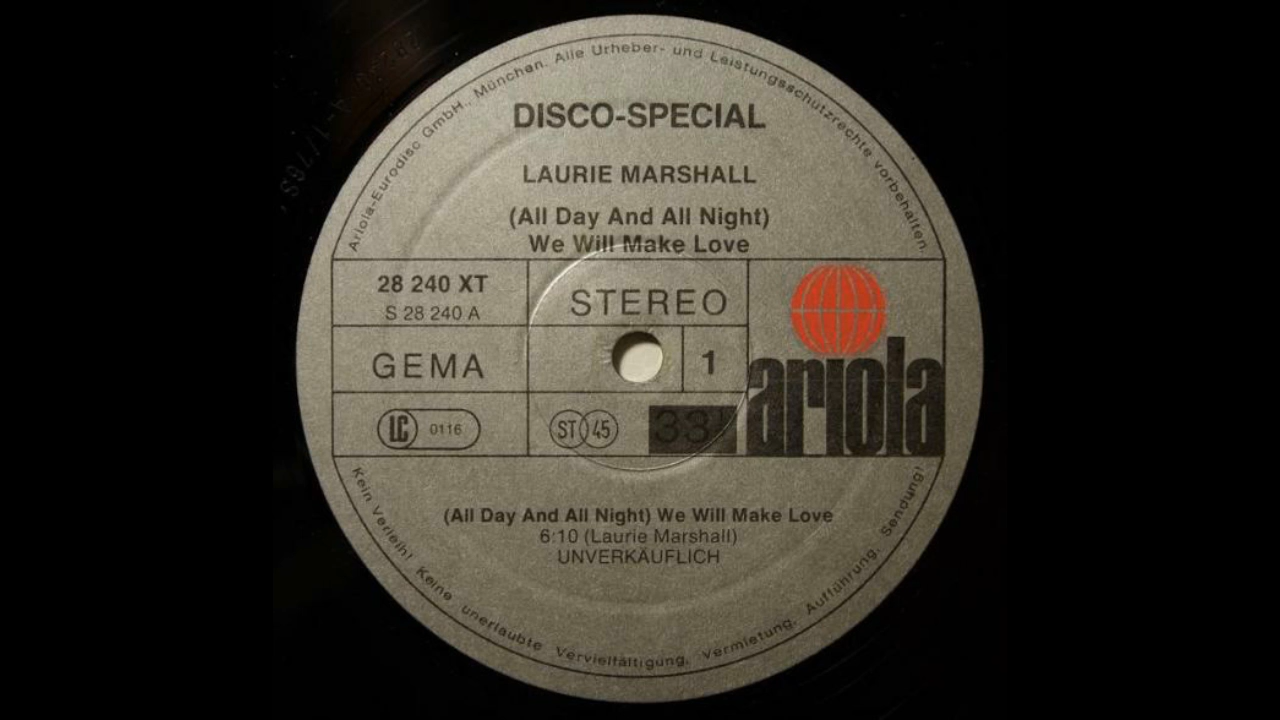 Ariola-Eurodisc GmbH., München. Alle Urheber- und Leistungsschutzrechte vorbehalten.
DISCO-SPECIAL
LAURIE MARSHALL
(All Day And All Night)
We Will Make Love
28 240 XT
S 28 240 A
STEREO
GEMA
1
LC 0116
ST 45
33
ariola
(All Day And All Night) We Will Make Love
6:10 (Laurie Marshall)
UNVERKÄUFLICH
Kein Verleih! Keine unerlaubte Vervielfältigung, Vermietung, Aufführung, Sendung!